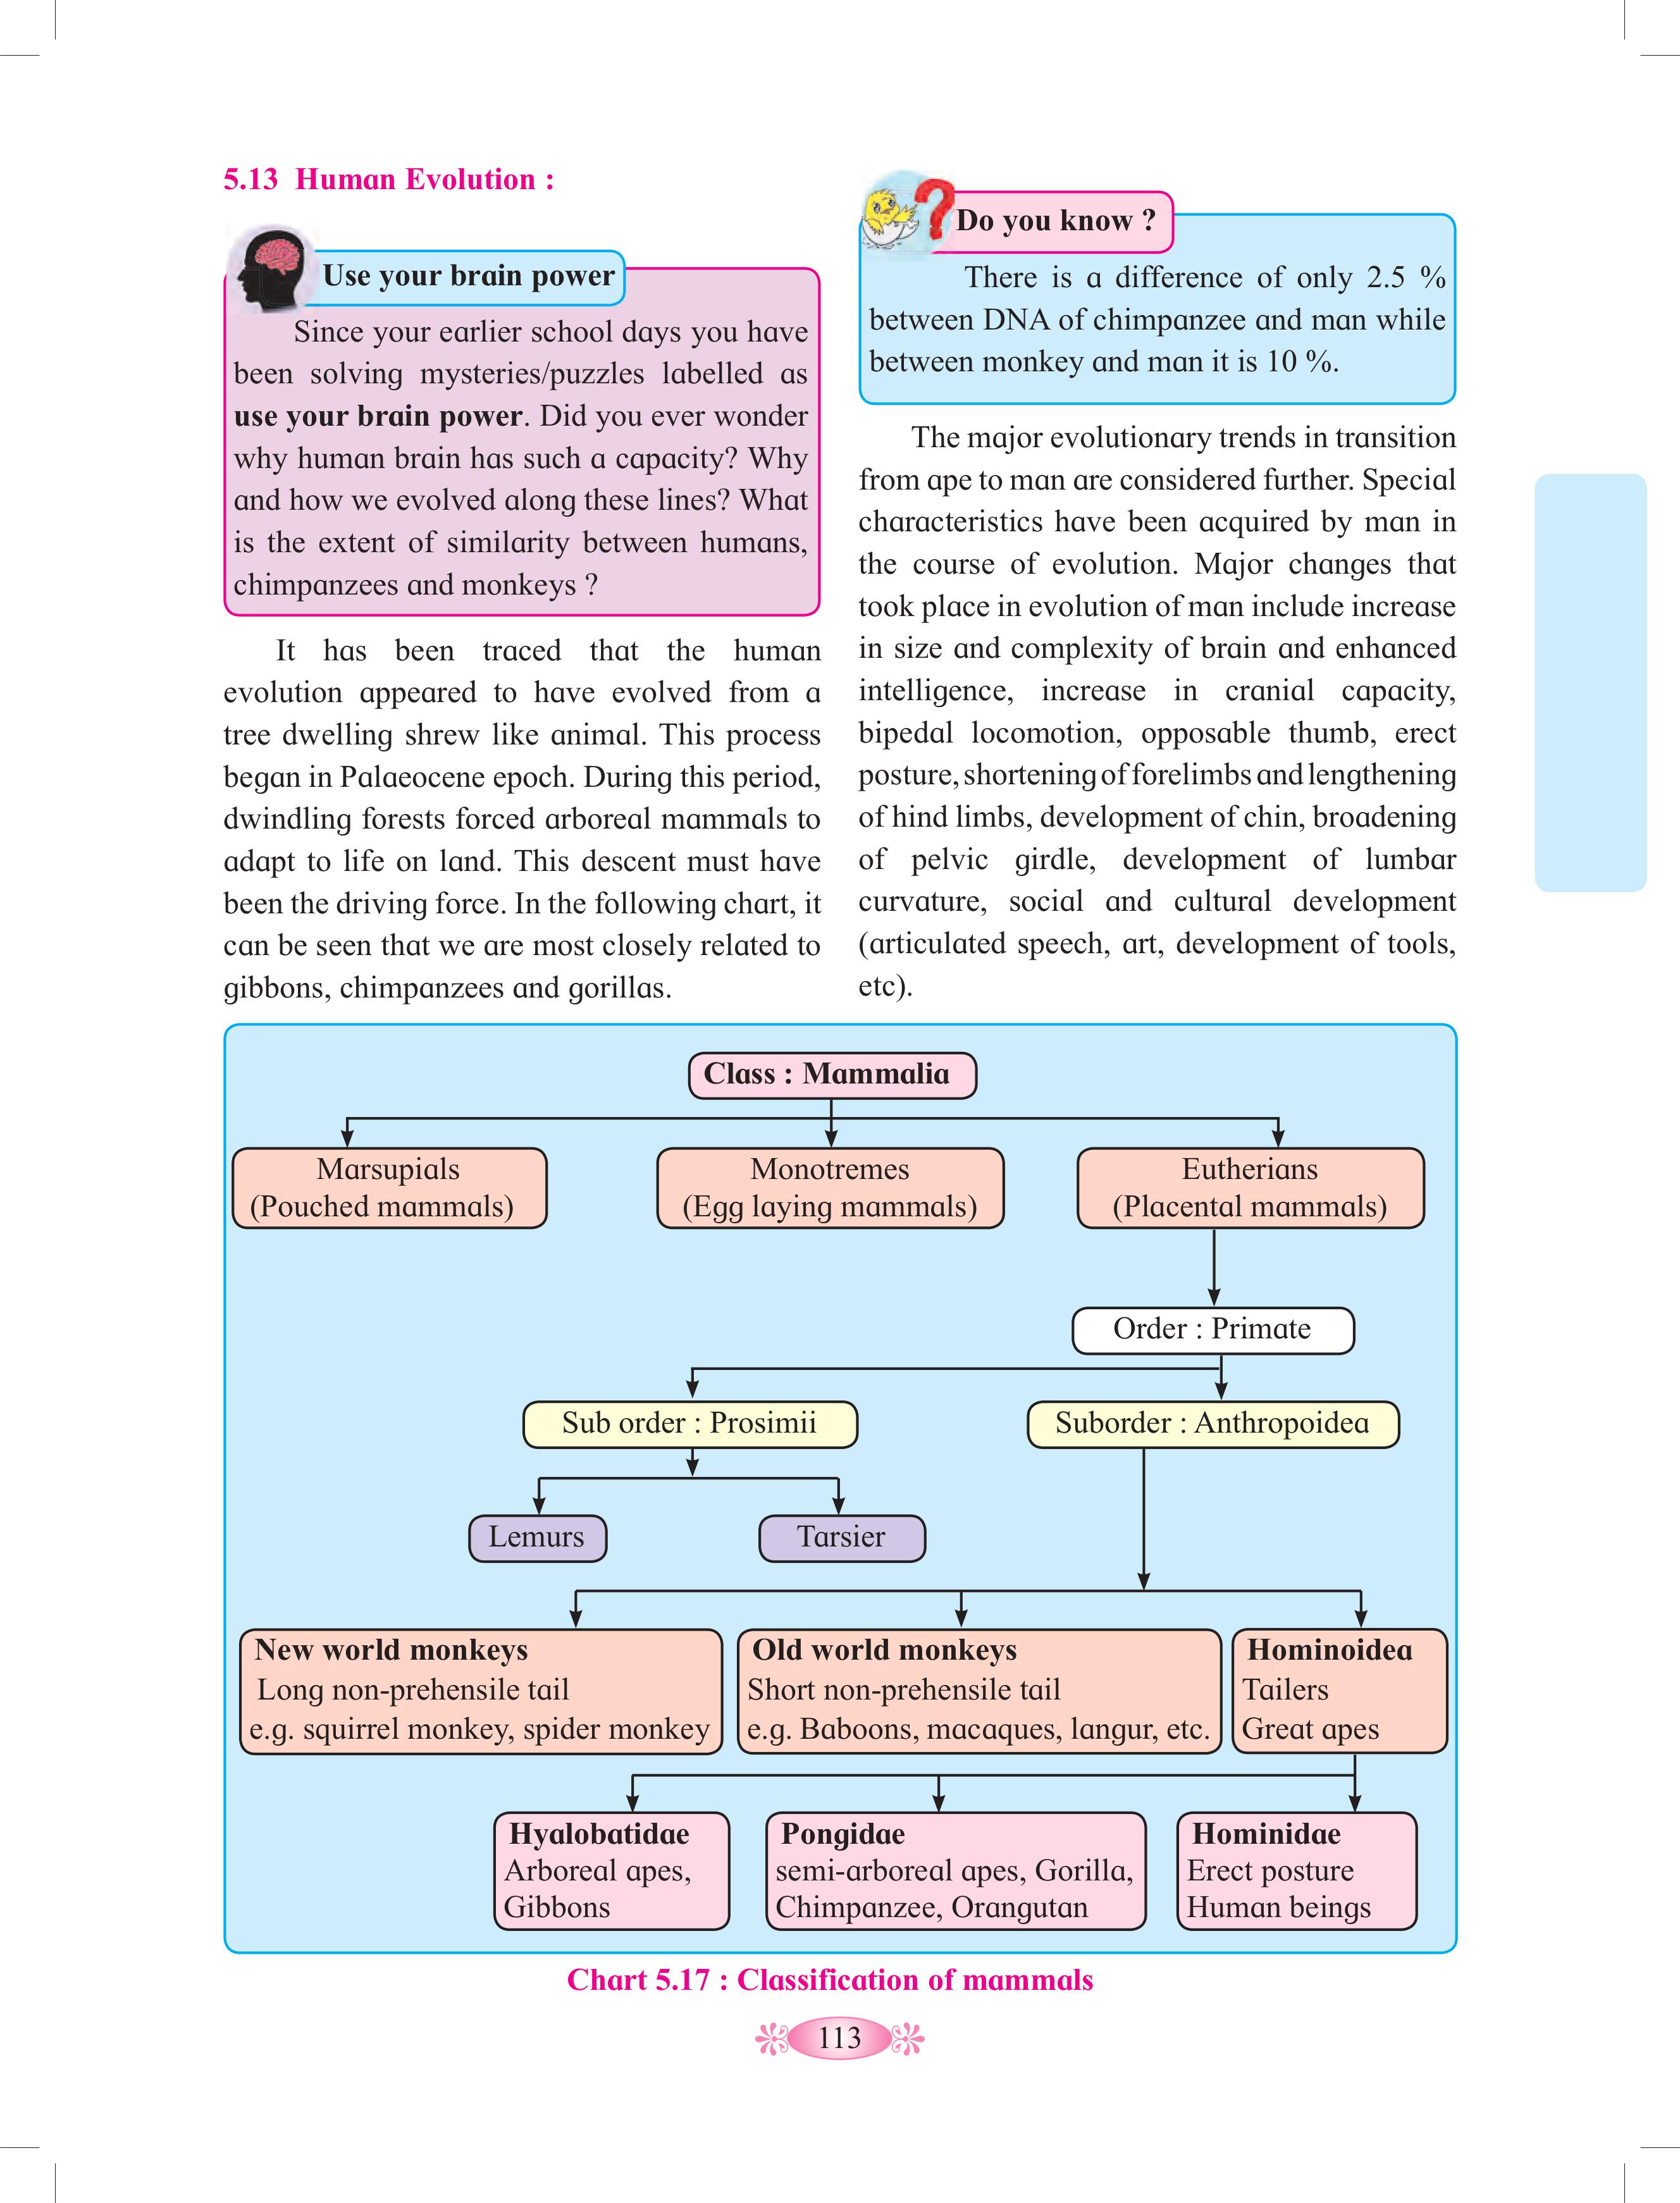 5.13 Human Evolution :
Use your brain power
Since your earlier school days you have
been solving mysteries/puzzles labelled as
use your brain power. Did you ever wonder
why human brain has such a capacity? Why
and how we evolved along these lines? What
is the extent of similarity between humans,
chimpanzees and monkeys ?
It has been traced that the human
evolution appeared to have evolved from a
tree dwelling shrew like animal. This process
began in Palaeocene epoch. During this period,
dwindling forests forced arboreal mammals to
adapt to life on land. This descent must have
been the driving force. In the following chart, it
can be seen that we are most closely related to
gibbons, chimpanzees and gorillas.
Do you know ?
There is a difference of only 2.5 %
between DNA of chimpanzee and man while
between monkey and man it is 10 %.
The major evolutionary trends in transition
from ape to man are considered further. Special
characteristics have been acquired by man in
the course of evolution. Major changes that
took place in evolution of man include increase
in size and complexity of brain and enhanced
intelligence, increase in cranial capacity,
bipedal locomotion, opposable thumb, erect
posture, shortening of forelimbs and lengthening
of hind limbs, development of chin, broadening
of pelvic girdle, development of lumbar
curvature, social and cultural development
(articulated speech, art, development of tools,
etc).
Class : Mammalia
Marsupials
(Pouched mammals)
Monotremes
(Egg laying mammals)
Eutherians
(Placental mammals)
Order : Primate
Sub order : Prosimii
Suborder : Anthropoidea
Lemurs
Tarsier
New world monkeys
Long non-prehensile tail
e.g. squirrel monkey, spider monkey
Old world monkeys
Short non-prehensile tail
e.g. Baboons, macaques, langur, etc.
Hominoidea
Tailers
Great apes
Hyalobatidae
Arboreal apes,
Gibbons
Pongidae
semi-arboreal apes, Gorilla,
Chimpanzee, Orangutan
Hominidae
Erect posture
Human beings
Chart 5.17 : Classification of mammals
113